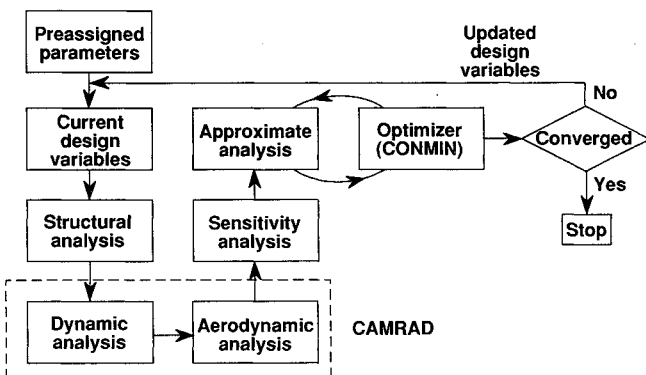 Preassigned
parameters
Updated
design
variables
No
Current
design
variables
Approximate
analysis
Optimizer
(CONMIN)
Converged
Yes
Stop
Structural
analysis
Sensitivity
analysis
Dynamic
analysis
Aerodynamic
analysis
CAMRAD